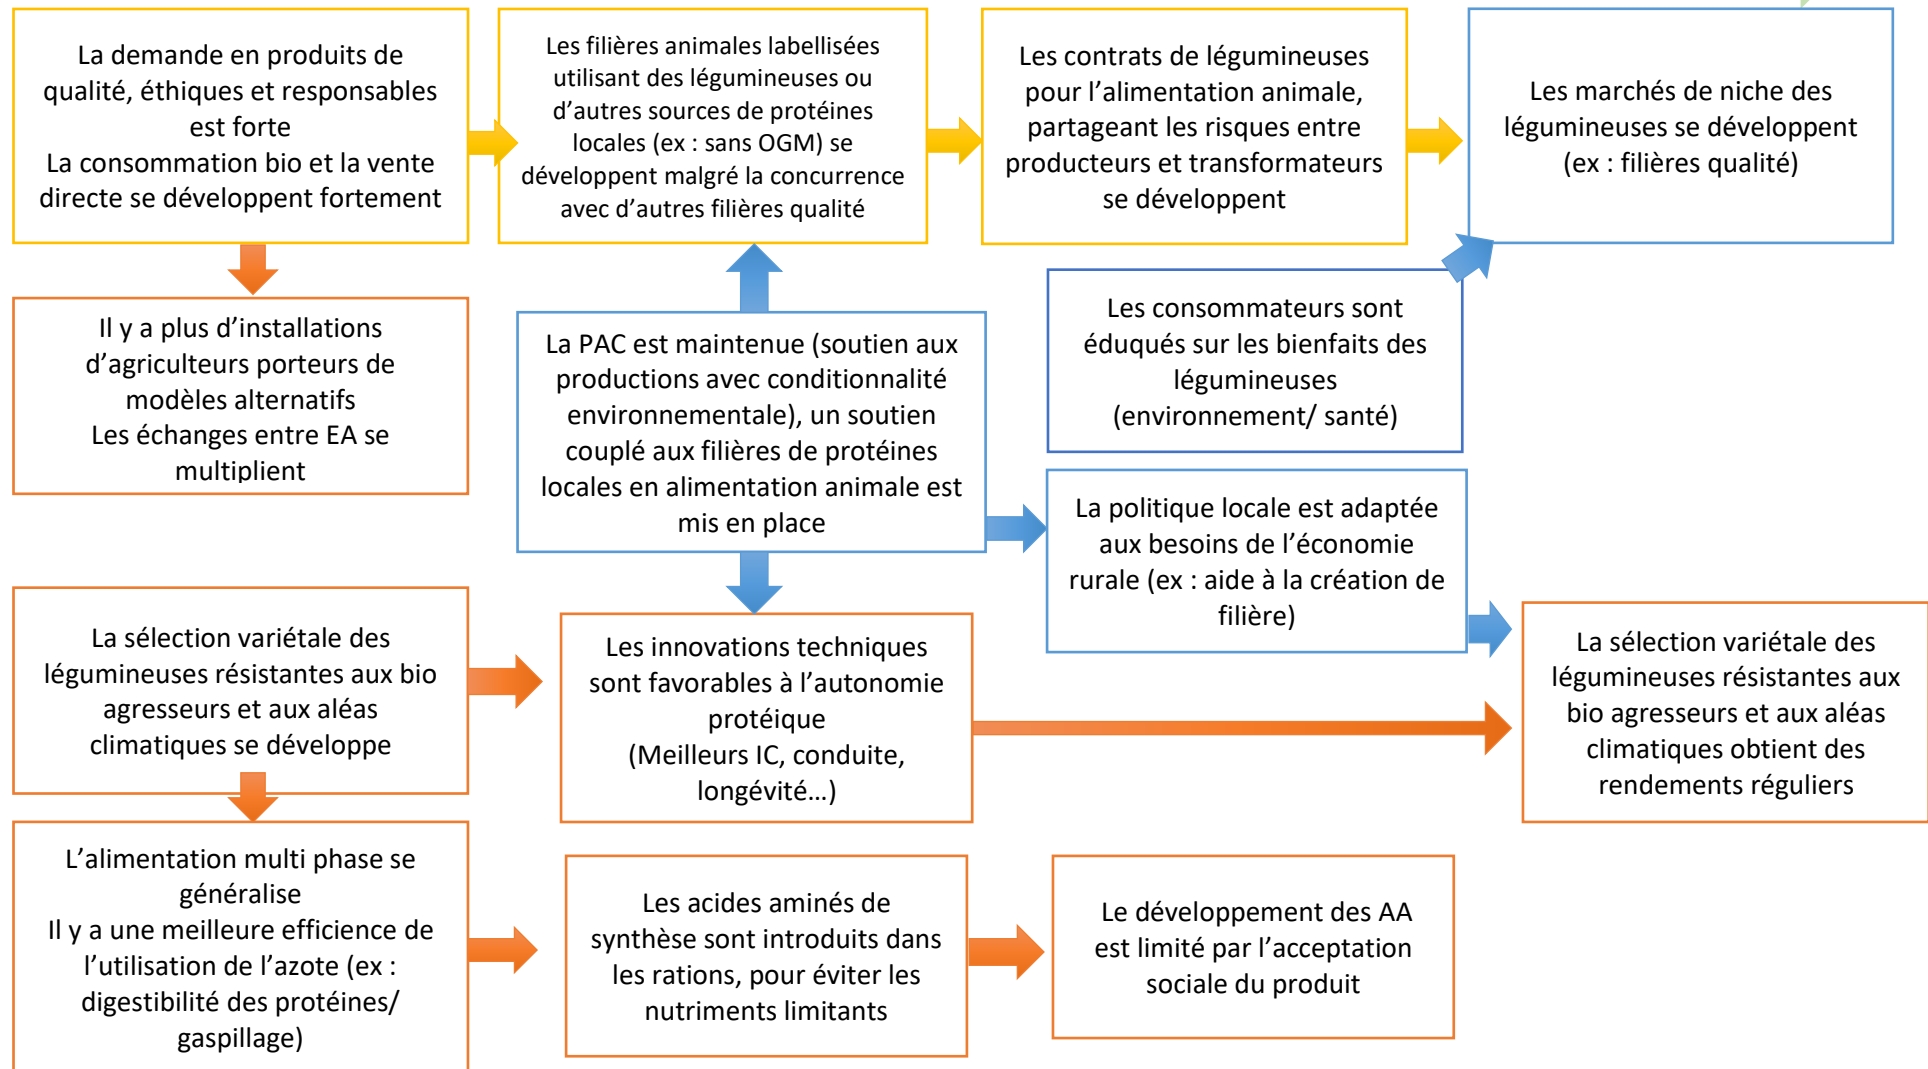 La demande en produits de
qualité, éthiques et responsables
est forte
La consommation bio et la vente
directe se développent fortement
Les filières animales labellisées
utilisant des légumineuses ou
d’autres sources de protéines
locales (ex : sans OGM) se
développent malgré la concurrence
avec d’autres filières qualité
Les contrats de légumineuses
pour l’alimentation animale,
partageant les risques entre
producteurs et transformateurs
se développent
Les marchés de niche des
légumineuses se développent
(ex : filières qualité)
Il y a plus d’installations
d’agriculteurs porteurs de
modèles alternatifs
Les échanges entre EA se
multiplient
La PAC est maintenue (soutien aux
productions avec conditionnalité
environnementale), un soutien
couplé aux filières de protéines
locales en alimentation animale est
mis en place
Les consommateurs sont
éduqués sur les bienfaits des
légumineuses
(environnement/ santé)
La politique locale est adaptée
aux besoins de l’économie
rurale (ex : aide à la création de
filière)
La sélection variétale des
légumineuses résistantes aux bio
agresseurs et aux aléas
climatiques se développe
Les innovations techniques
sont favorables à l’autonomie
protéique
(Meilleurs IC, conduite,
longévité…)
La sélection variétale des
légumineuses résistantes aux
bio agresseurs et aux aléas
climatiques obtient des
rendements réguliers
L’alimentation multi phase se
généralise
Il y a une meilleure efficience de
l’utilisation de l’azote (ex :
digestibilité des protéines/
gaspillage)
Les acides aminés de
synthèse sont introduits dans
les rations, pour éviter les
nutriments limitants
Le développement des AA
est limité par l’acceptation
sociale du produit